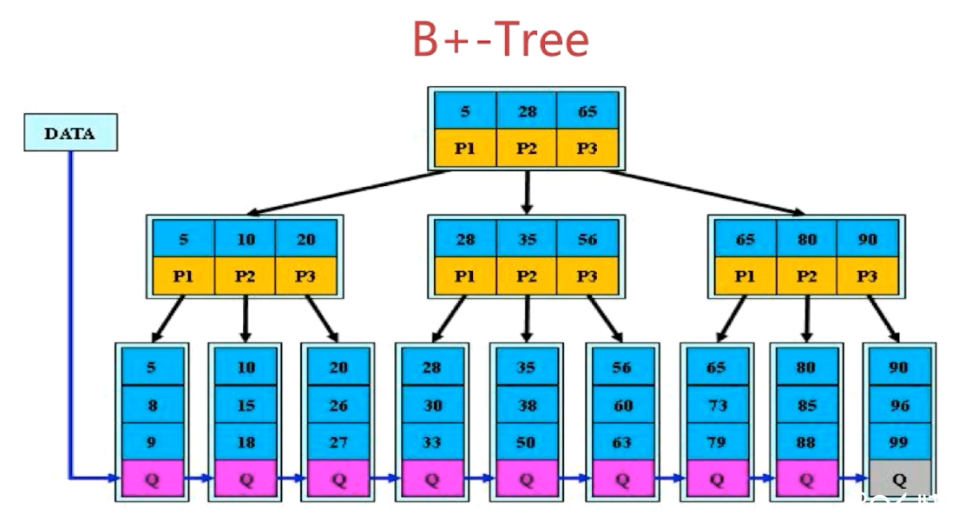 B+-Tree
DATA
5 28 65
P1 P2 P3
5 10 20
P1 P2 P3
28 35 56
P1 P2 P3
65 80 90
P1 P2 P3
5 10 20 28 35 56 65 80 90
8 15 26 30 38 60 73 85 96
9 18 27 33 50 63 79 88 99
Q Q Q Q Q Q Q Q Q